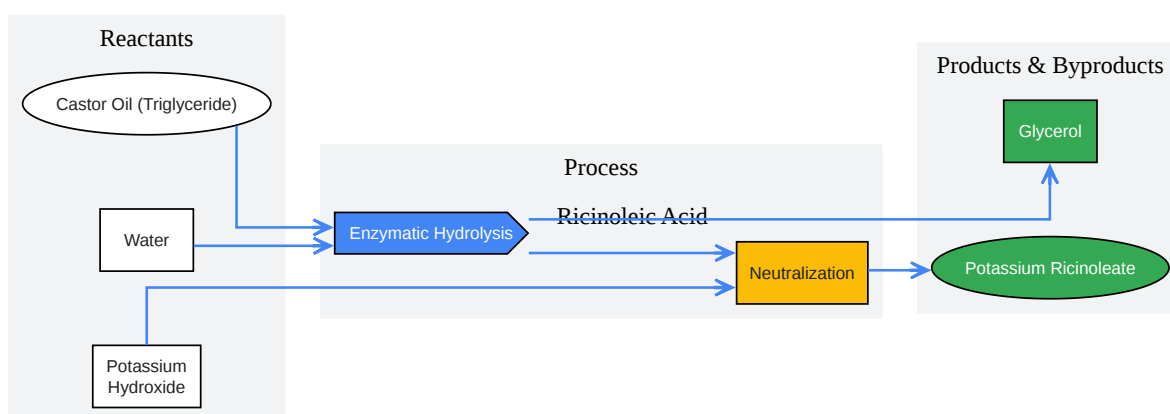 Reactants
Castor Oil (Triglyceride)
Water
Potassium
Hydroxide
Process
Ricinoleic Acid
Enzymatic Hydrolysis
Neutralization
Products & Byproducts
Glycerol
Potassium Ricinoleate